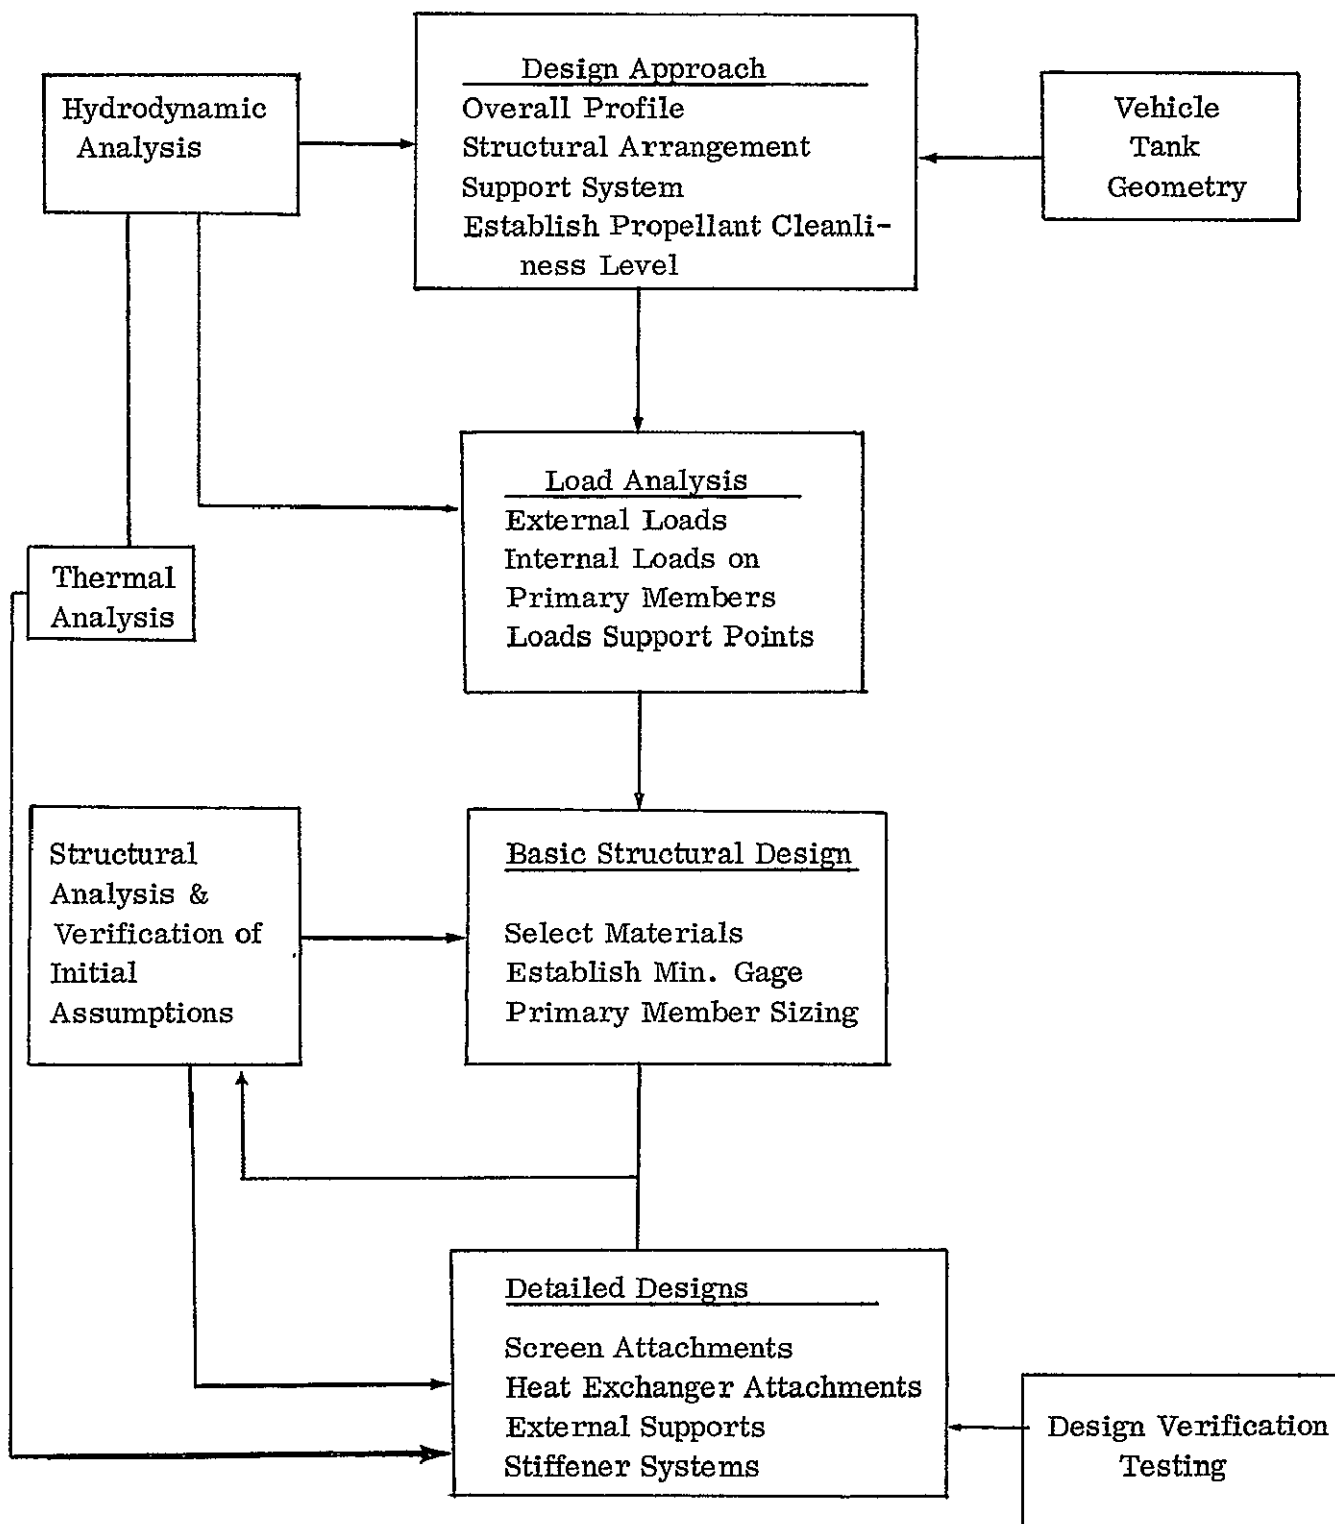 Hydrodynamic
Analysis
Design Approach
Overall Profile
Structural Arrangement
Support System
Establish Propellant Cleanli-
ness Level
Vehicle
Tank
Geometry
Load Analysis
External Loads
Internal Loads on
Primary Members
Loads Support Points
Thermal
Analysis
Structural
Analysis &
Verification of
Initial
Assumptions
Basic Structural Design
Select Materials
Establish Min. Gage
Primary Member Sizing
Detailed Designs
Screen Attachments
Heat Exchanger Attachments
External Supports
Stiffener Systems
Design Verification
Testing